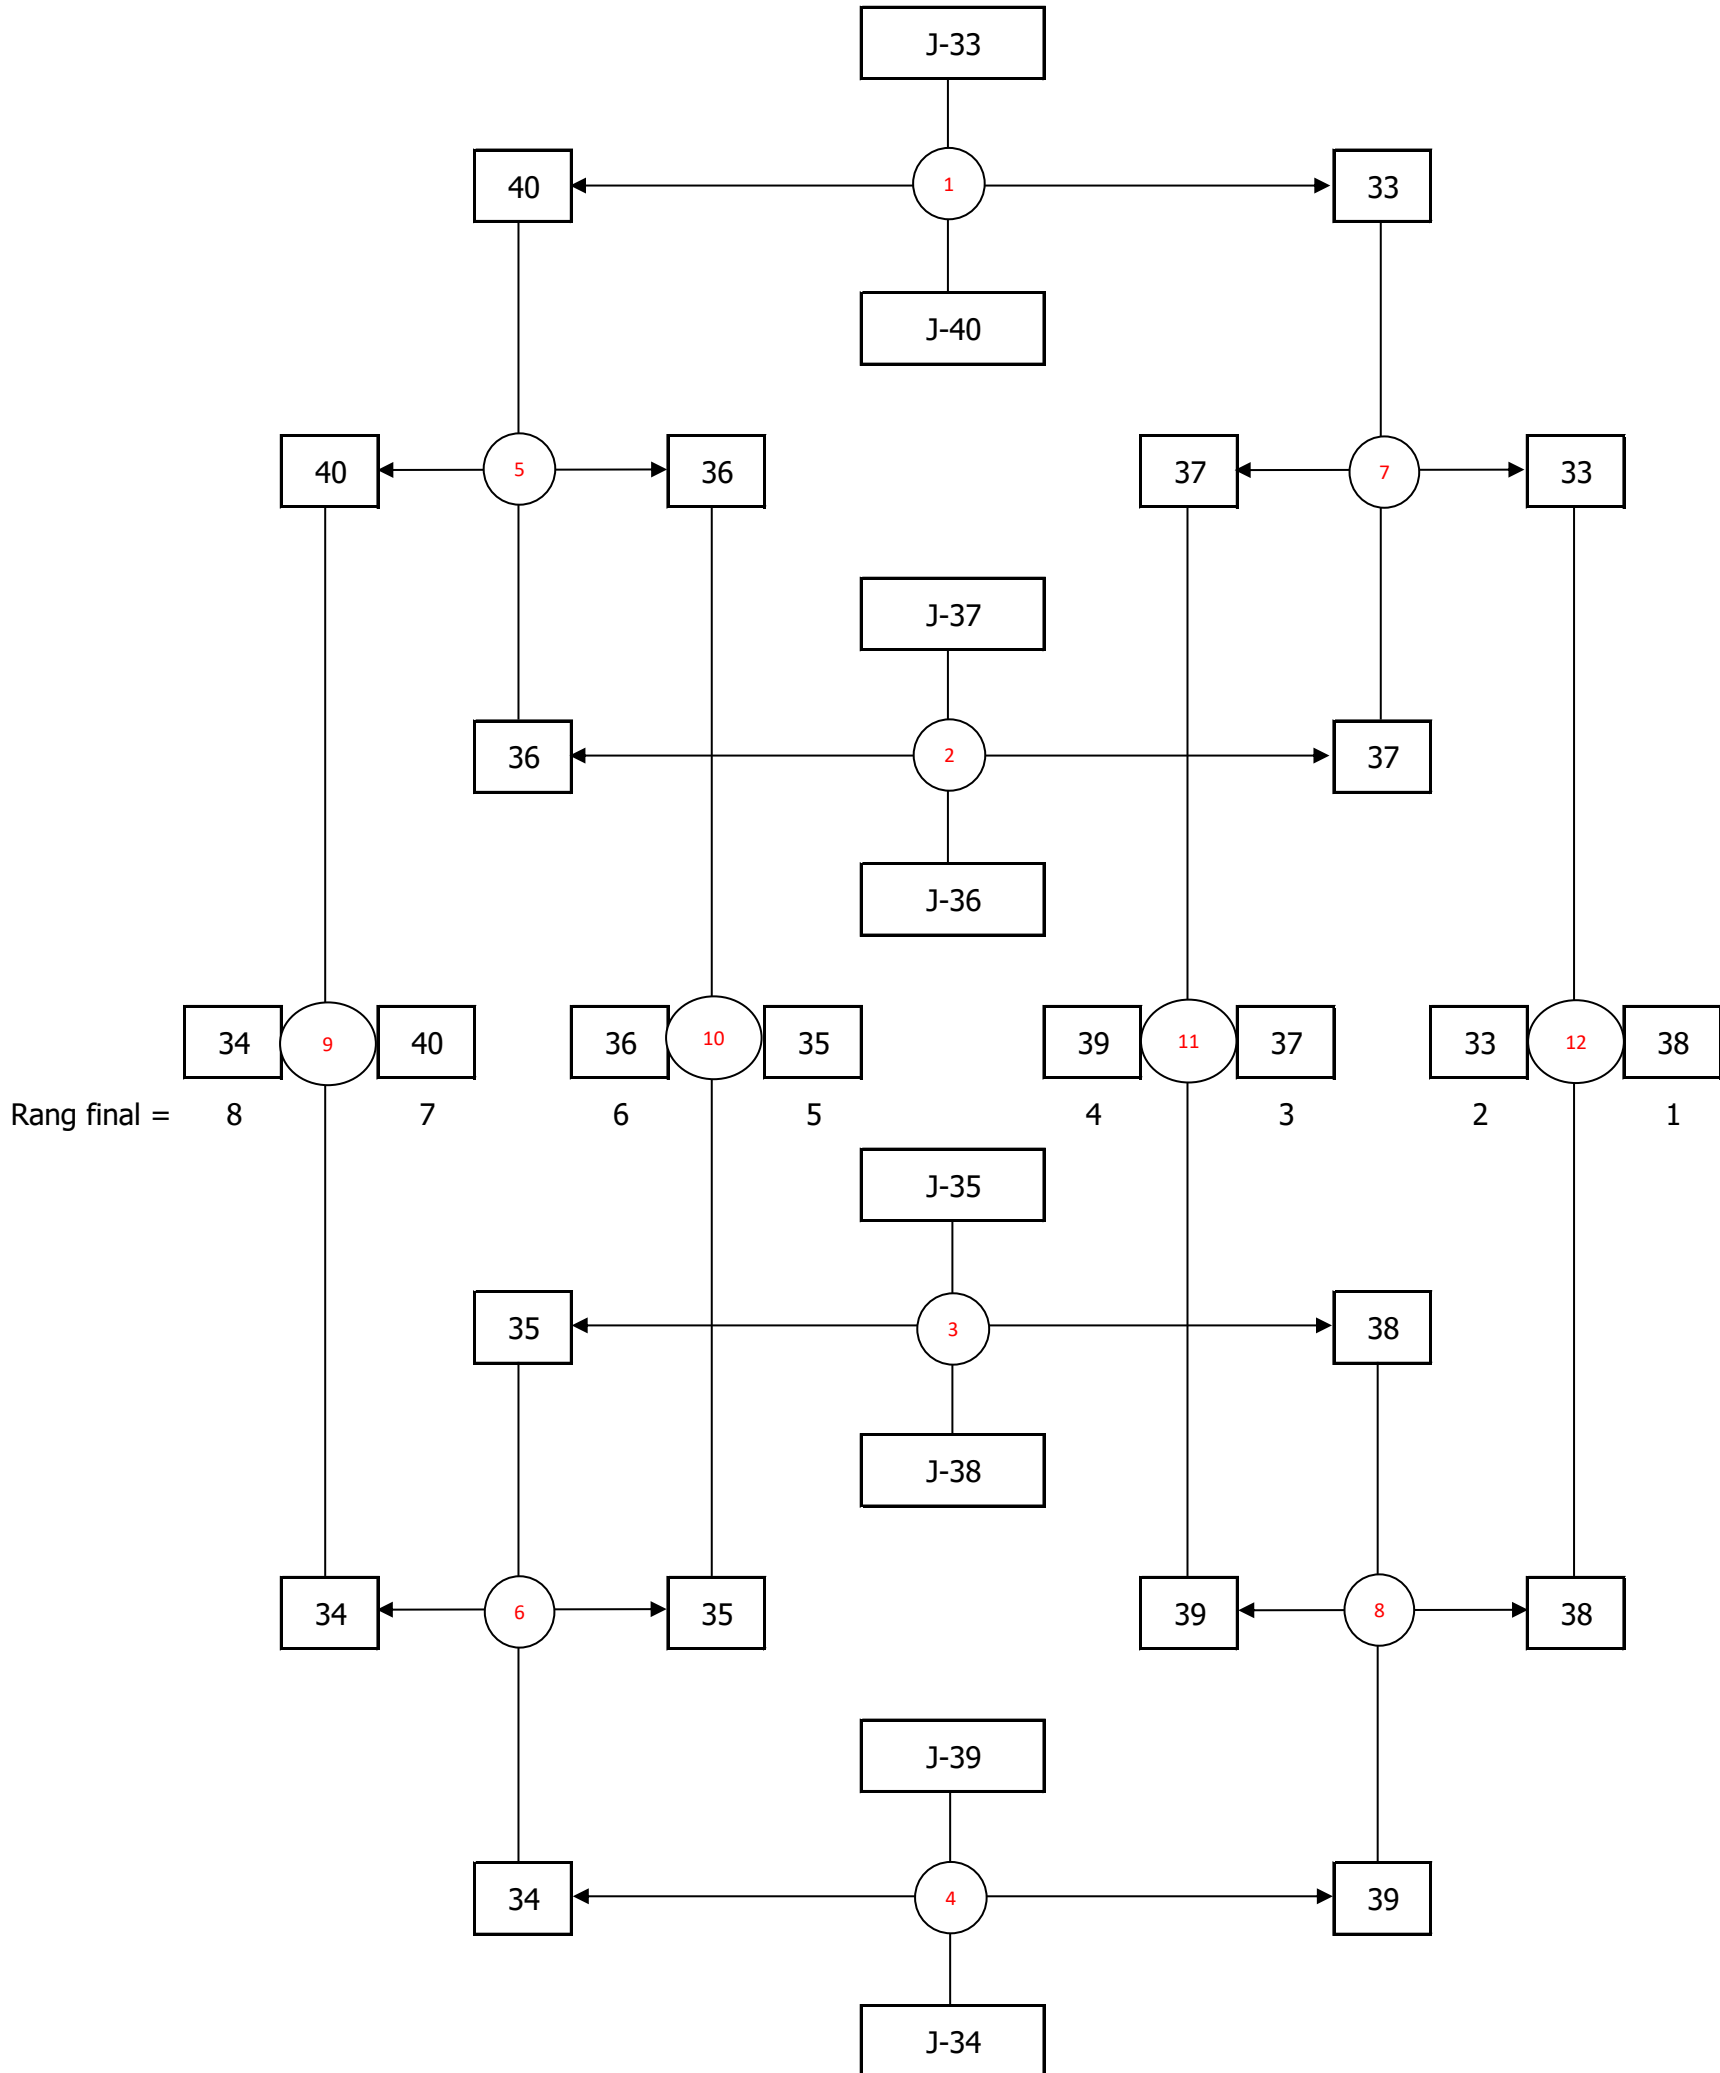 J-33
40 1 33
J-40
40 5 36 37 7 33
J-37
36 2 37
J-36
34 9 40 36 10 35 39 11 37 33 12 38
Rang final = 8 7 6 5 4 3 2 1
J-35
35 3 38
J-38
34 6 35 39 8 38
J-39
34 4 39
J-34